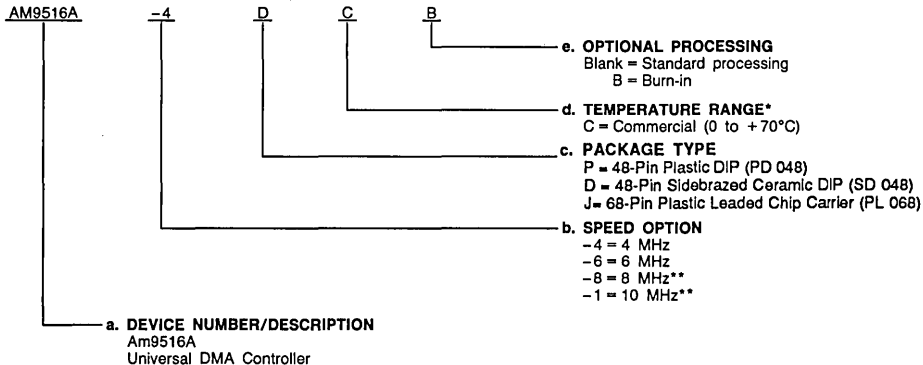 AM9516A -4 D C B
e. OPTIONAL PROCESSING
Blank = Standard processing
B = Burn-in
d. TEMPERATURE RANGE*
C = Commercial (0 to +70°C)
c. PACKAGE TYPE
P = 48-Pin Plastic DIP (PD 048)
D = 48-Pin Sidebrazed Ceramic DIP (SD 048)
J= 68-Pin Plastic Leaded Chip Carrier (PL 068)
b. SPEED OPTION
-4 = 4 MHz
-6 = 6 MHz
-8 = 8 MHz**
-1 = 10 MHz**
a. DEVICE NUMBER/DESCRIPTION
Am9516A
Universal DMA Controller